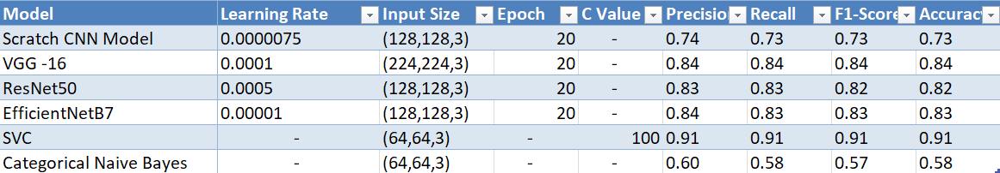 Model Learning Rate Input Size Epoch C Value Precisio Recall F1-Score Accurac
Scratch CNN Model 0.0000075 (128,128,3) 20 - 0.74 0.73 0.73 0.73
VGG -16 0.0001 (224,224,3) 20 - 0.84 0.84 0.84 0.84
ResNet50 0.0005 (128,128,3) 20 - 0.83 0.83 0.82 0.82
EfficientNetB7 0.00001 (128,128,3) 20 - 0.84 0.83 0.83 0.83
SVC - (64,64,3) - 100 0.91 0.91 0.91 0.91
Categorical Naive Bayes - (64,64,3) - - 0.60 0.58 0.57 0.58